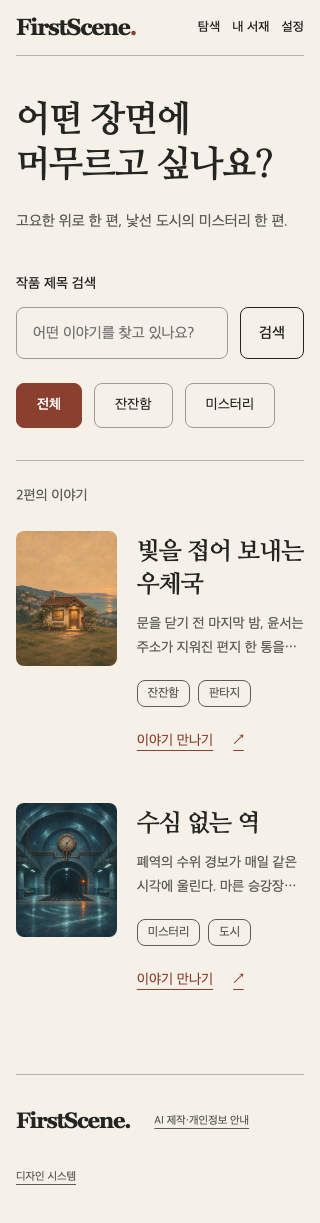 FirstScene.
탐색 내 서재 설정
어떤 장면에
머무르고 싶나요?
고요한 위로 한 편, 낯선 도시의 미스터리 한 편.
작품 제목 검색
어떤 이야기를 찾고 있나요?
검색
전체
잔잔함
미스터리
2편의 이야기
빛을 접어 보내는
우체국
문을 닫기 전 마지막 밤, 윤서는
주소가 지워진 편지 한 통을…
잔잔함
판타지
이야기 만나기 ↗
수심 없는 역
폐역의 수위 경보가 매일 같은
시각에 울린다. 마른 승강장…
미스터리
도시
이야기 만나기 ↗
FirstScene.
AI 제작·개인정보 안내
디자인 시스템